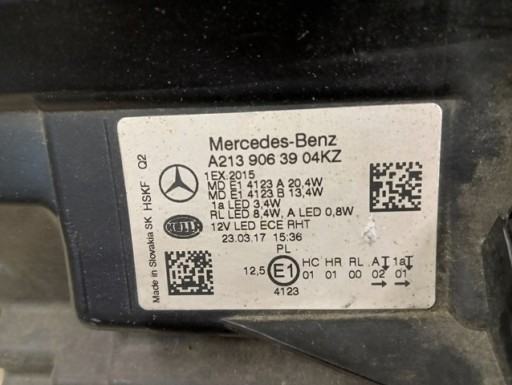 Mercedes-Benz
A213 906 39 04KZ
1EX.2015
MD E1 4123 A 20,4W
MD E1 4123 B 13,4W
1a LED 3,4W
RL LED 8,4W, A LED 0,8W
12V LED ECE RHT
23.03.17 15:36
PL
HELLA
12,5 E1 HC HR RL A 1a
01 01 00 02 01
4123
Made in Slovakia SK HSKF Q2